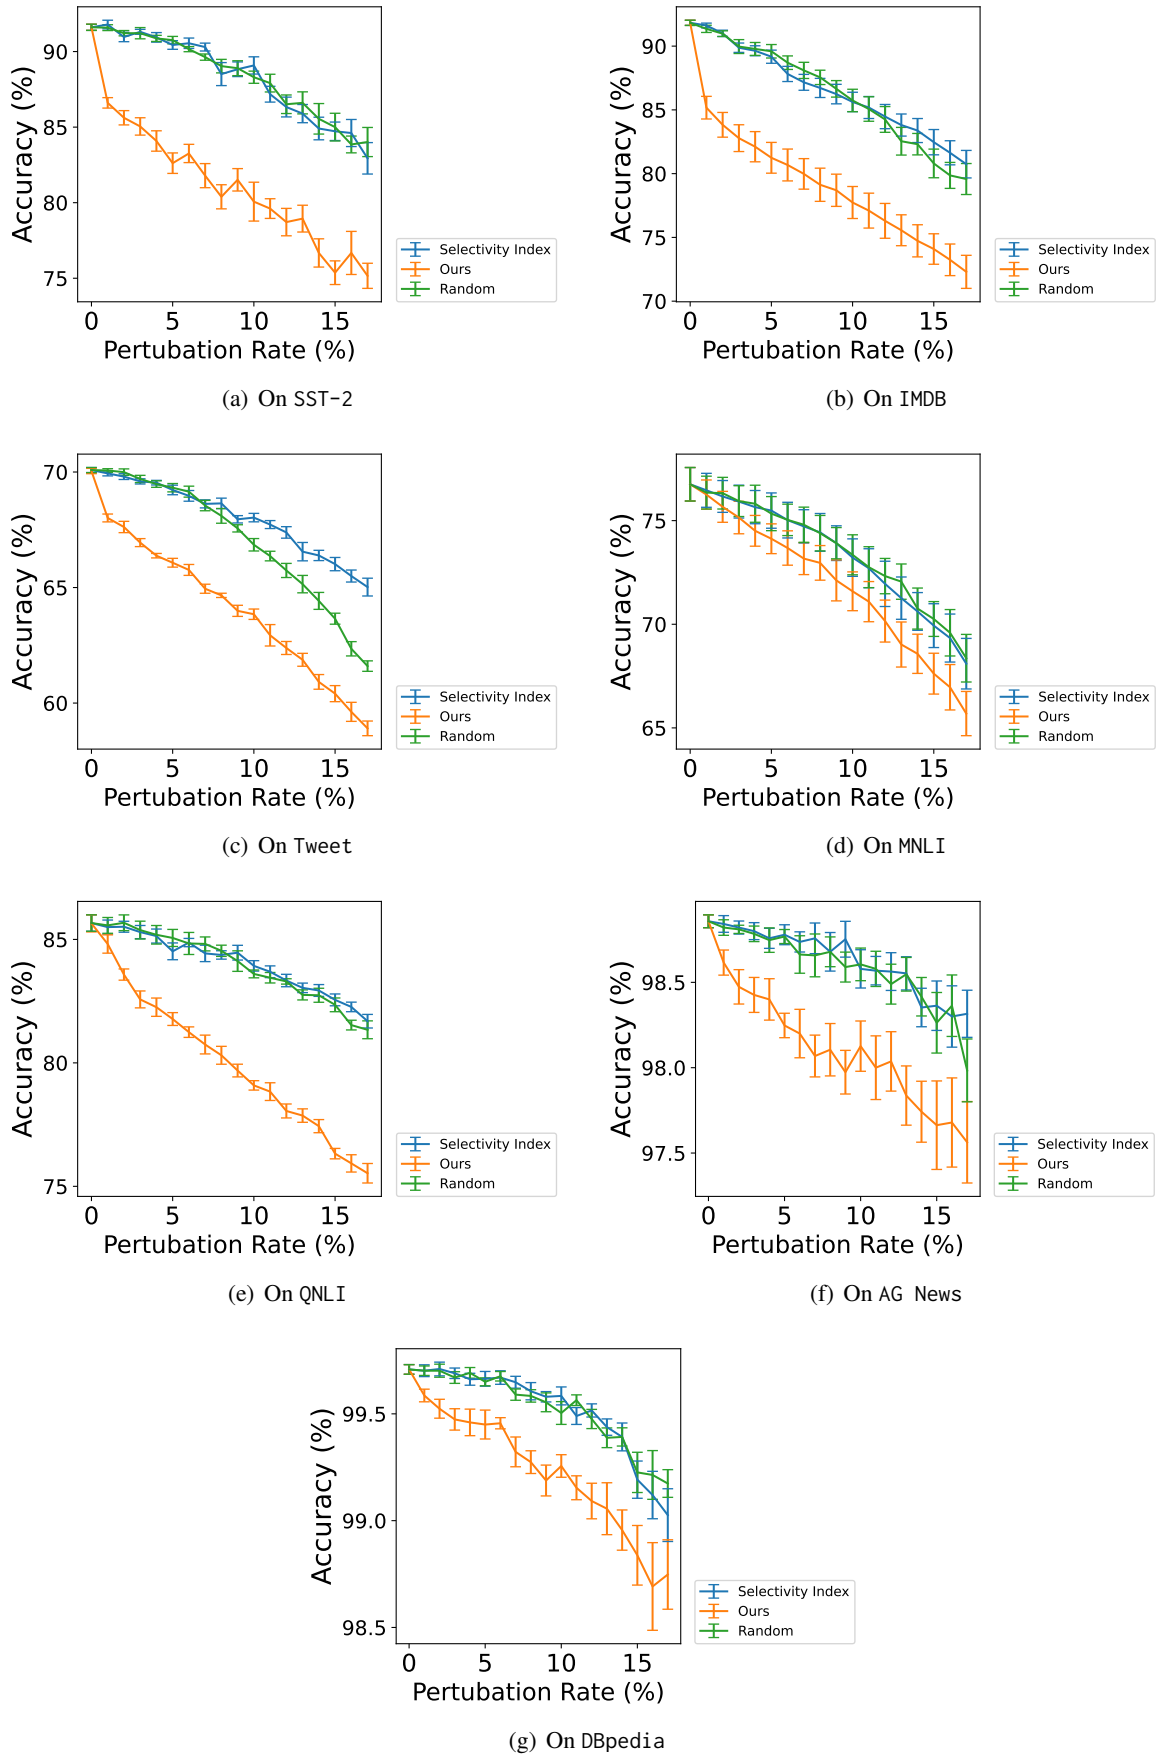 90
85
80
75
Accuracy (%)
0 5 10 15
Pertubation Rate (%)
Selectivity Index
Ours
Random
(a) On SST-2
90
85
80
75
70
Accuracy (%)
0 5 10 15
Pertubation Rate (%)
Selectivity Index
Ours
Random
(b) On IMDB
70
65
60
Accuracy (%)
0 5 10 15
Pertubation Rate (%)
Selectivity Index
Ours
Random
(c) On Tweet
75
70
65
Accuracy (%)
0 5 10 15
Pertubation Rate (%)
Selectivity Index
Ours
Random
(d) On MNLI
85
80
75
Accuracy (%)
0 5 10 15
Pertubation Rate (%)
Selectivity Index
Ours
Random
(e) On QNLI
98.5
98.0
97.5
Accuracy (%)
0 5 10 15
Pertubation Rate (%)
Selectivity Index
Ours
Random
(f) On AG News
99.5
99.0
98.5
Accuracy (%)
0 5 10 15
Pertubation Rate (%)
Selectivity Index
Ours
Random
(g) On DBpedia